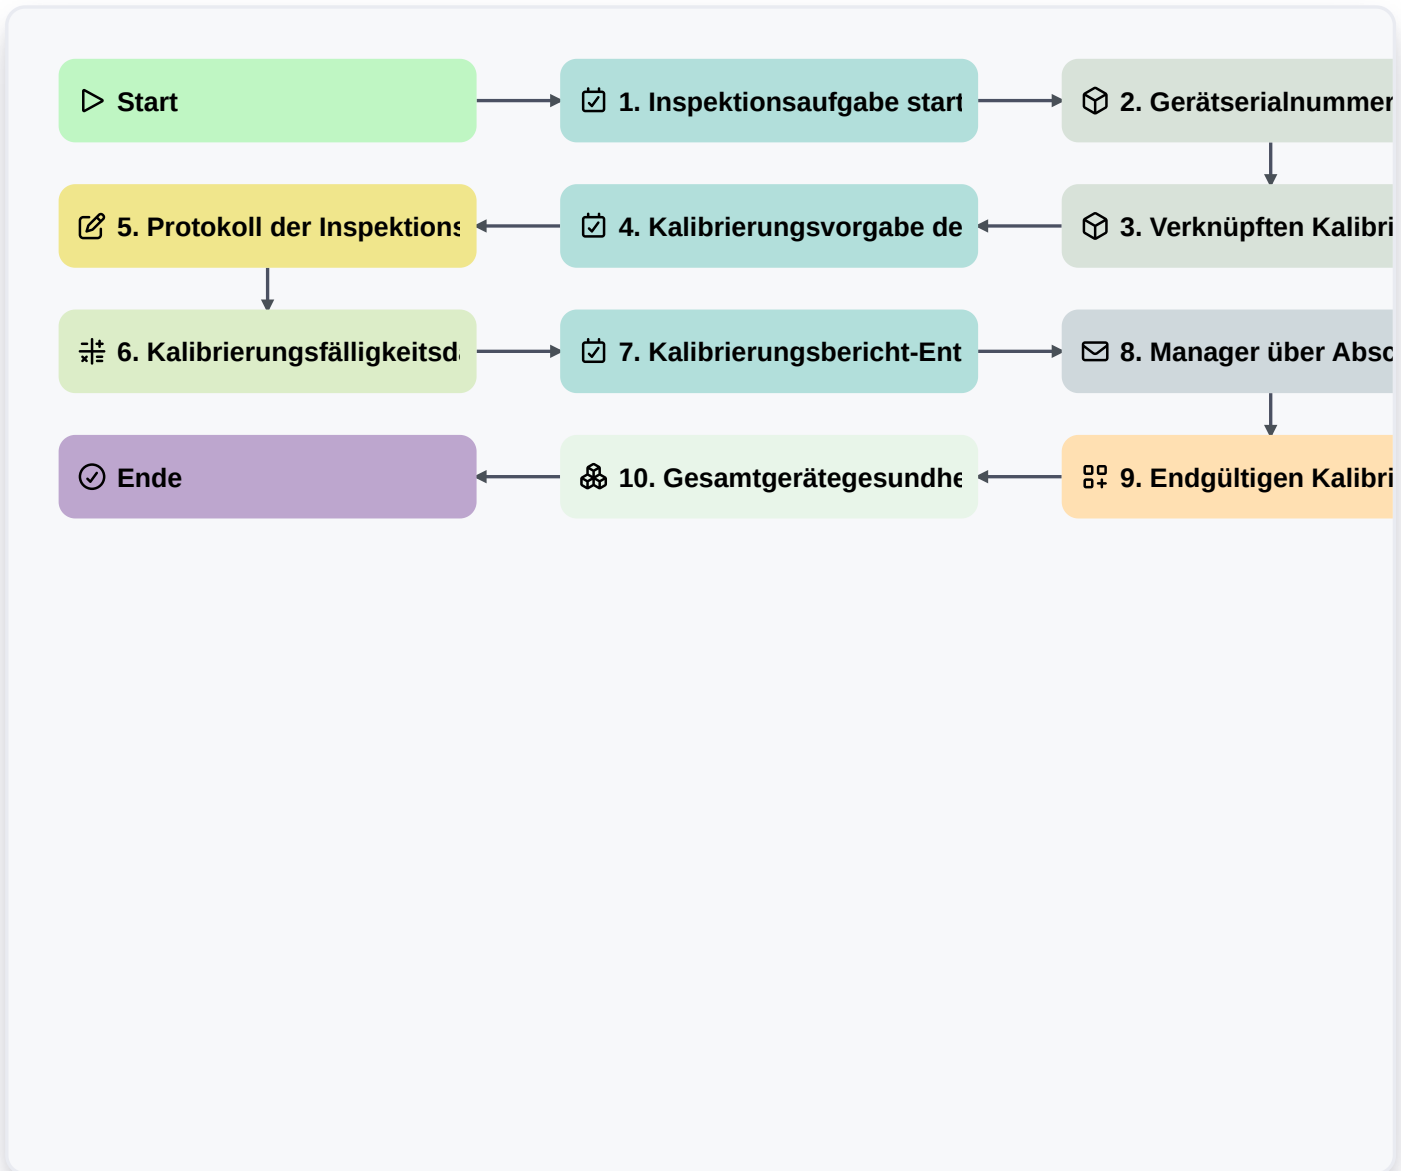 Start
1. Inspektionsaufgabe start
2. Gerätserialnummer
5. Protokoll der Inspektions
4. Kalibrierungsvorgabe de
3. Verknüpften Kalibri
6. Kalibrierungsfälligkeitsda
7. Kalibrierungsbericht-Ent
8. Manager über Absc
Ende
10. Gesamtgerätegesundhe
9. Endgültigen Kalibri